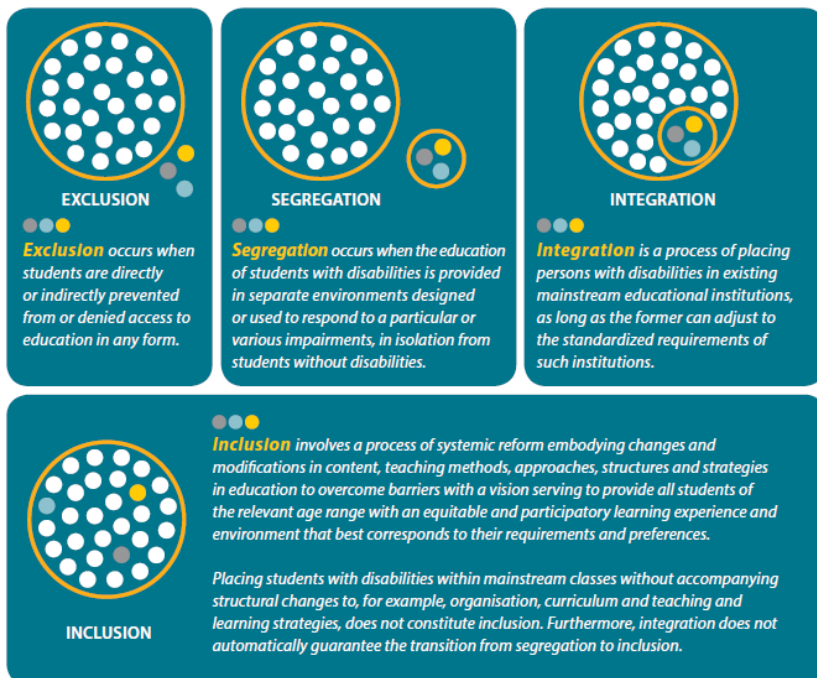 EXCLUSION
Exclusion occurs when
students are directly
or indirectly prevented
from or denied access to
education in any form.
SEGREGATION
Segregation occurs when the education
of students with disabilities is provided
in separate environments designed
or used to respond to a particular or
various impairments, in isolation from
students without disabilities.
INTEGRATION
Integration is a process of placing
persons with disabilities in existing
mainstream educational institutions,
as long as the former can adjust to
the standardized requirements of
such institutions.
INCLUSION
Inclusion involves a process of systemic reform embodying changes and
modifications in content, teaching methods, approaches, structures and strategies
in education to overcome barriers with a vision serving to provide all students of
the relevant age range with an equitable and participatory learning experience and
environment that best corresponds to their requirements and preferences.
Placing students with disabilities within mainstream classes without accompanying
structural changes to, for example, organisation, curriculum and teaching and
learning strategies, does not constitute inclusion. Furthermore, integration does not
automatically guarantee the transition from segregation to inclusion.